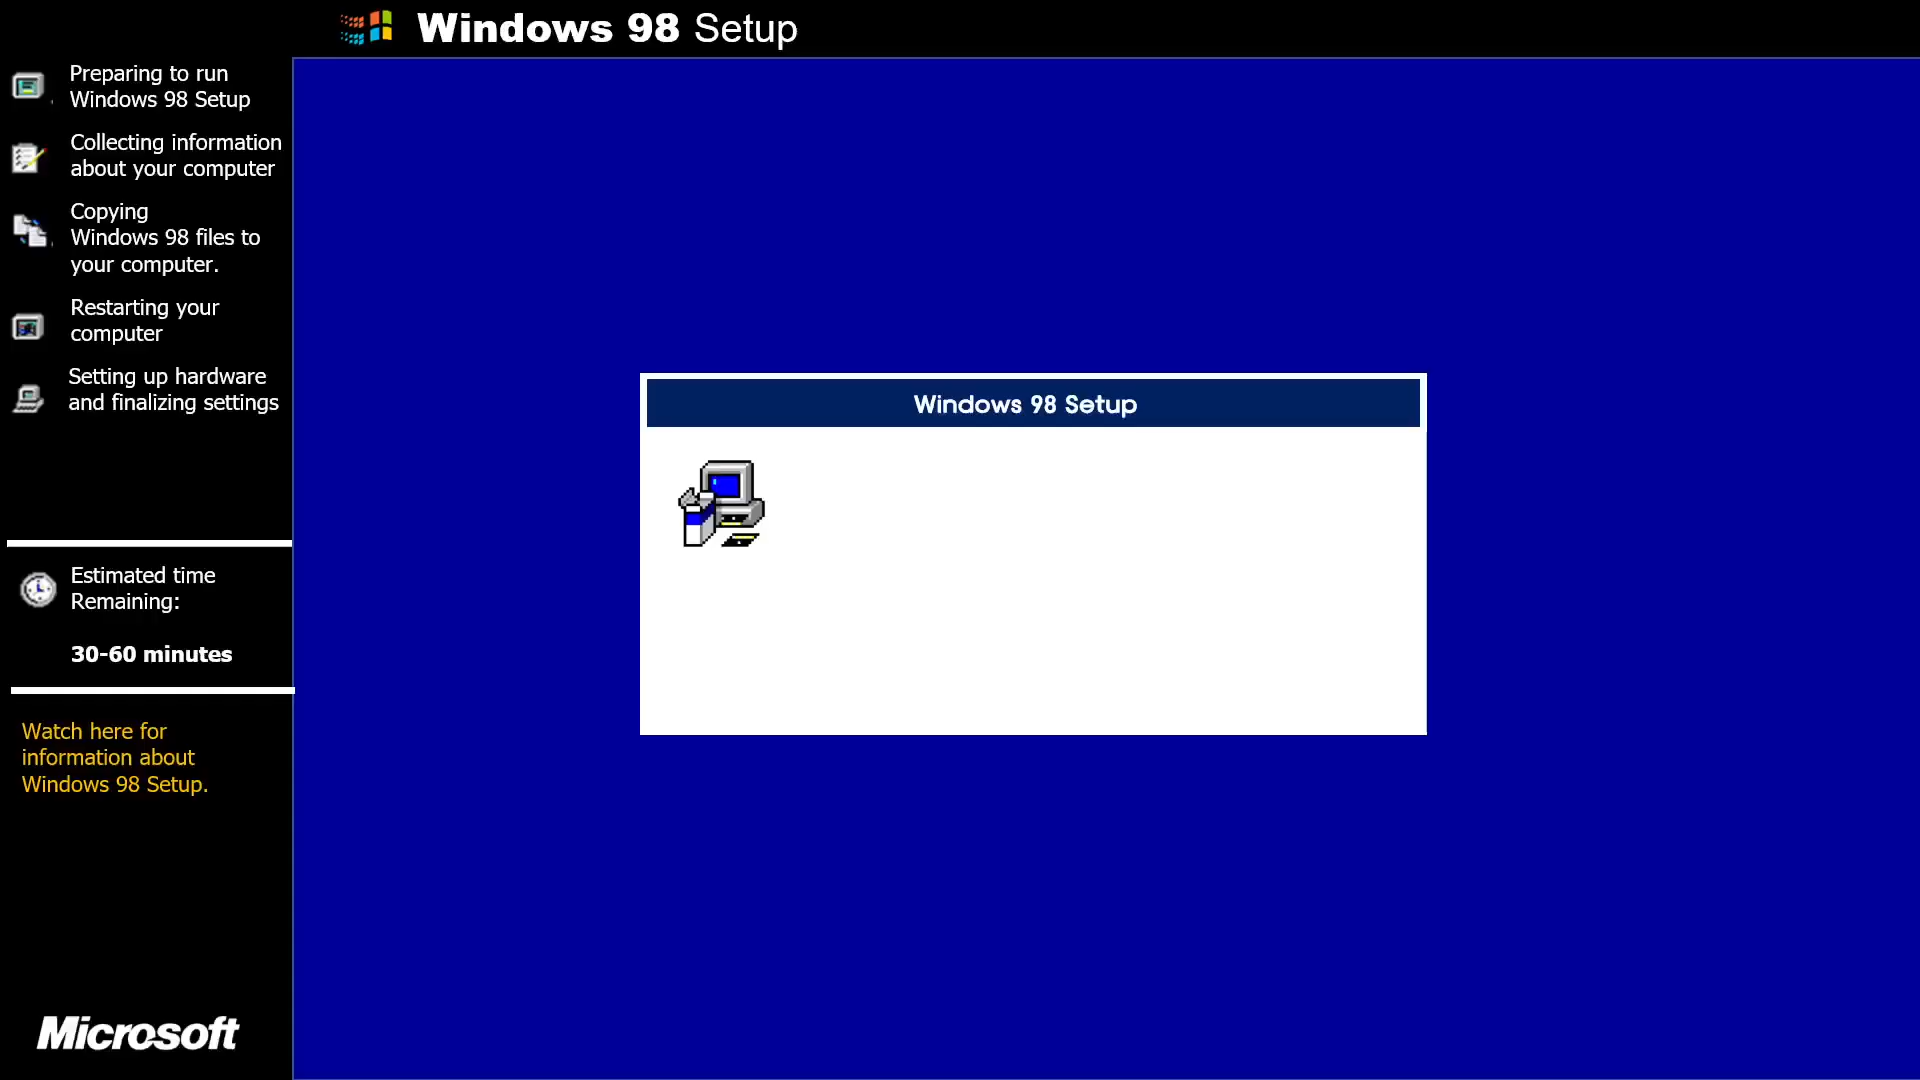 Windows 98 Setup
Preparing to run
Windows 98 Setup
Collecting information
about your computer
Copying
Windows 98 files to
your computer.
Restarting your
computer
Setting up hardware
and finalizing settings
Windows 98 Setup
Estimated time
Remaining:
30-60 minutes
Watch here for
information about
Windows 98 Setup.
Microsoft